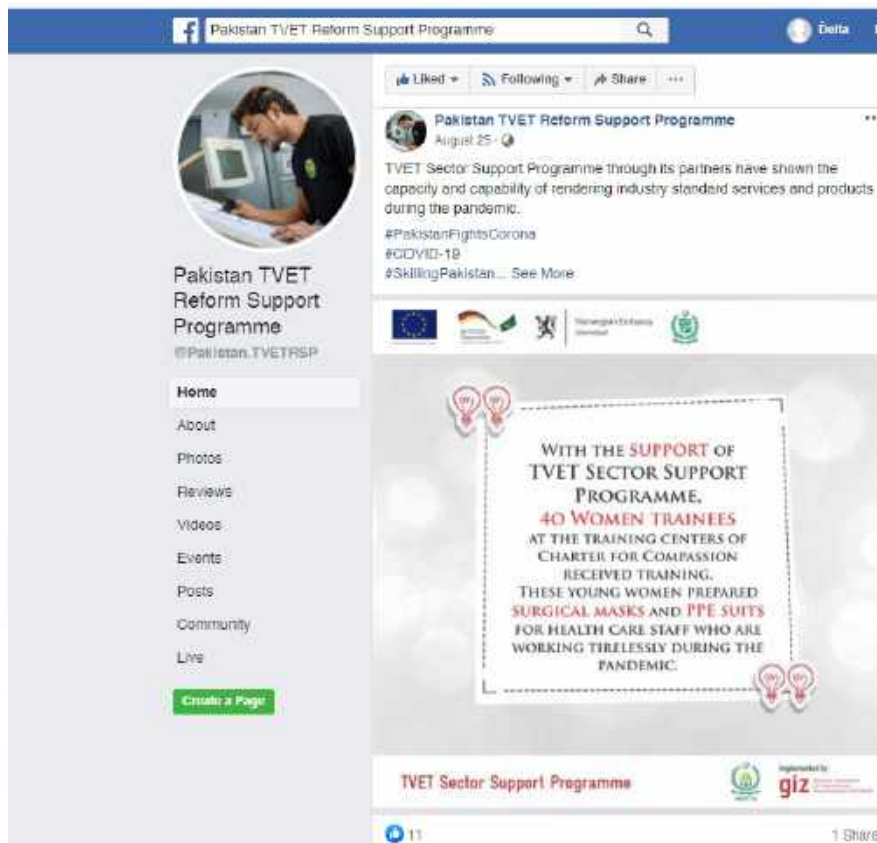 Pakistan TVET Reform Support Programme
Delta
Liked
Following
Share
Pakistan TVET Reform Support Programme
August 25
TVET Sector Support Programme through its partners have shown the
capacity and capability of rendering industry standard services and products
during the pandemic.
#PakistanFightsCorona
#COVID-19
#SkillingPakistan... See More
Pakistan TVET
Reform Support
Programme
@Pakistan.TVETRSP
Home
About
Photos
Reviews
Videos
Events
Posts
Community
Live
Create a Page
Norwegian Embassy
Islamabad
WITH THE SUPPORT OF
TVET SECTOR SUPPORT
PROGRAMME,
40 WOMEN TRAINEES
AT THE TRAINING CENTERS OF
CHARTER FOR COMPASSION
RECEIVED TRAINING.
THESE YOUNG WOMEN PREPARED
SURGICAL MASKS AND PPE SUITS
FOR HEALTH CARE STAFF WHO ARE
WORKING TIRELESSLY DURING THE
PANDEMIC.
TVET Sector Support Programme
Implemented by
giz
11
1 Share